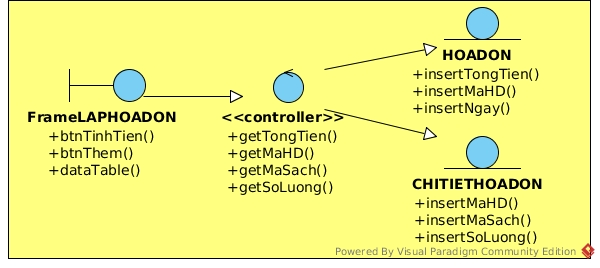 FrameLAPHOADON
+btnTinhTien()
+btnThem()
+dataTable()
<<controller>>
+getTongTien()
+getMaHD()
+getMaSach()
+getSoLuong()
HOADON
+insertTongTien()
+insertMaHD()
+insertNgay()
CHITIETHOADON
+insertMaHD()
+insertMaSach()
+insertSoLuong()
Powered By Visual Paradigm Community Edition